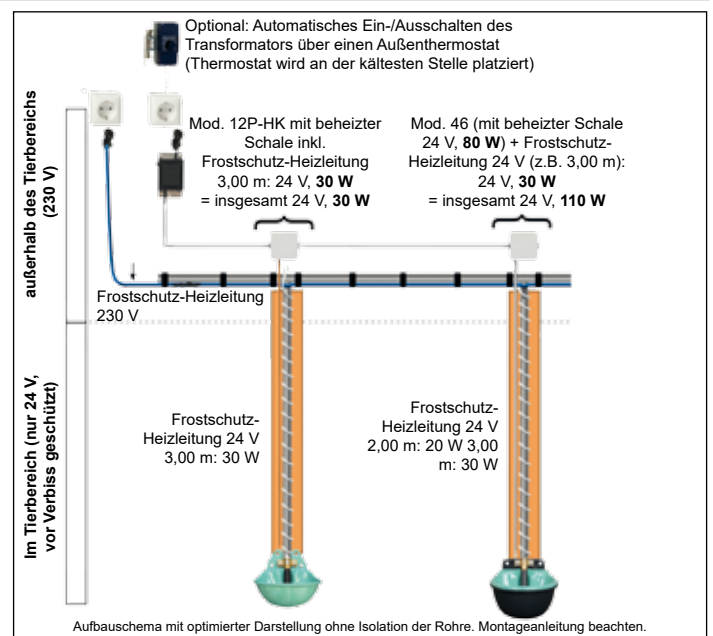 Optional: Automatisches Ein-/Ausschalten des
Transformators über einen Außenthermostat
(Thermostat wird an der kältesten Stelle platziert)
außerhalb des Tierbereichs
(230 V)
Mod. 12P-HK mit beheizter
Schale inkl.
Frostschutz-Heizleitung
3,00 m: 24 V, 30 W
= insgesamt 24 V, 30 W
Mod. 46 (mit beheizter Schale
24 V, 80 W) + Frostschutz-
Heizleitung 24 V (z.B. 3,00 m):
24 V, 30 W
= insgesamt 24 V, 110 W
Frostschutz-Heizleitung
230 V
Im Tierbereich (nur 24 V,
vor Verbiss geschützt)
Frostschutz-
Heizleitung 24 V
3,00 m: 30 W
Frostschutz-
Heizleitung 24 V
2,00 m: 20 W 3,00
m: 30 W
Aufbauschema mit optimierter Darstellung ohne Isolation der Rohre. Montageanleitung beachten.